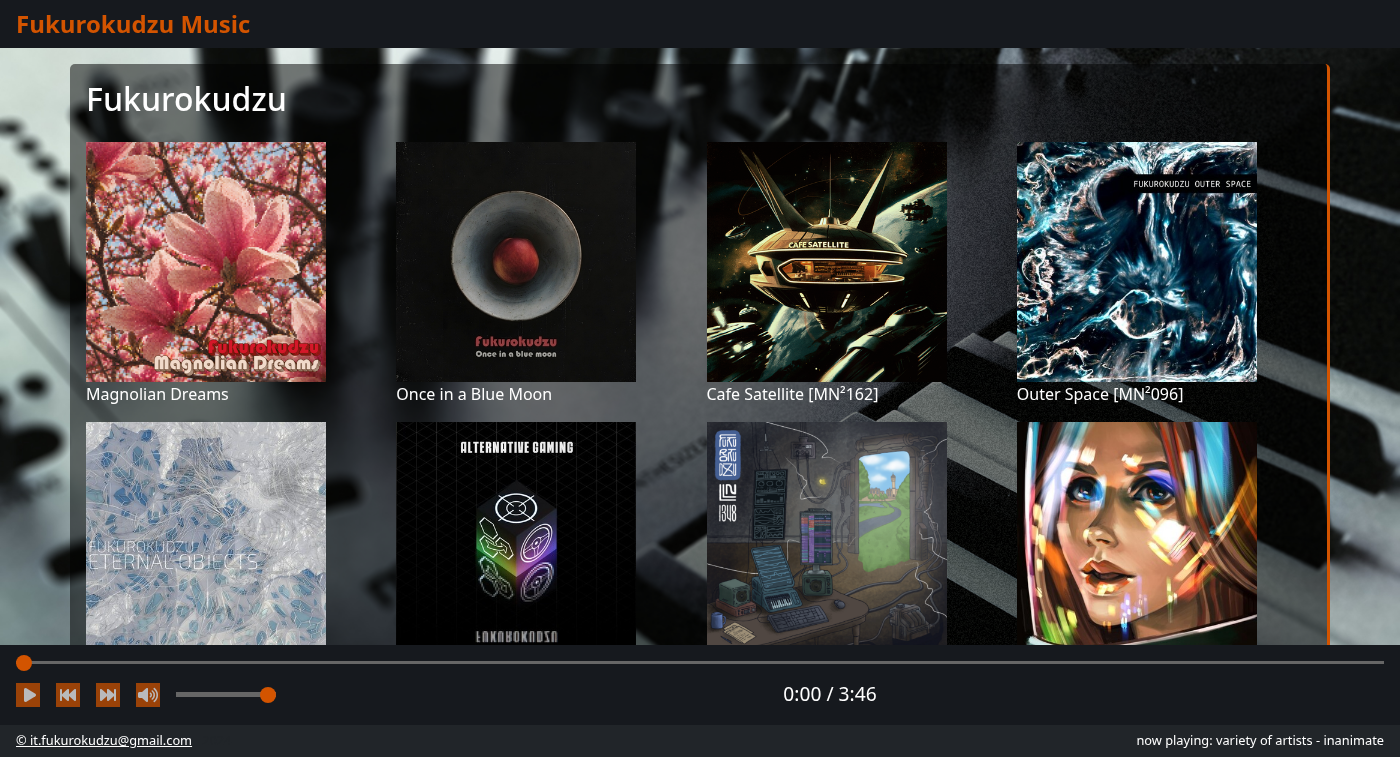 Fukurokudzu Music
Fukurokudzu
Fukurokudzu
Magnolian Dreams
Magnolian Dreams
Fukurokudzu
Once in a blue moon
Once in a Blue Moon
CAFE SATELLITE
Cafe Satellite [MN²162]
FUKUROKUDZU OUTER SPACE
Outer Space [MN²096]
FUKUROKUDZU
ETERNAL OBJECTS
ALTERNATIVE GAMING
FUKUROKUDZU
1348
0:00 / 3:46
© it.fukurokudzu@gmail.com
now playing: variety of artists - inanimate